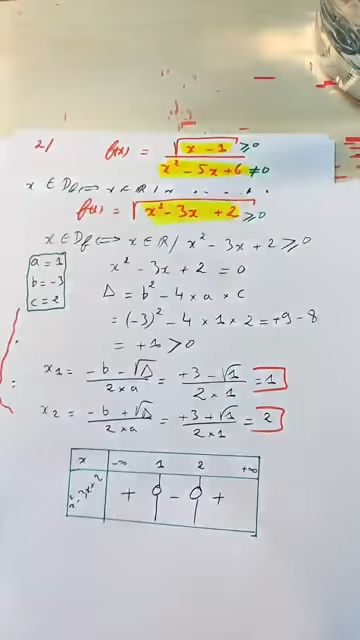 2/ f(x) = √(x - 1) ≥ 0 / x² - 5x + 6 ≠ 0
x ∈ Df ⟺ x ∈ ℝ /
f(x) = √(x² - 3x + 2) ≥ 0
x ∈ Df ⟺ x ∈ ℝ / x² - 3x + 2 ≥ 0
a = 1
b = -3
c = 2
x² - 3x + 2 = 0
Δ = b² - 4 × a × c
= (-3)² - 4 × 1 × 2 = +9 - 8
= +1 > 0
x₁ = (-b - √Δ) / (2 × a) = (+3 - √1) / (2 × 1) = 1
x₂ = (-b + √Δ) / (2 × a) = (+3 + √1) / (2 × 1) = 2
x -∞ 1 2 +∞
x² - 3x + 2 + 0 - 0 +